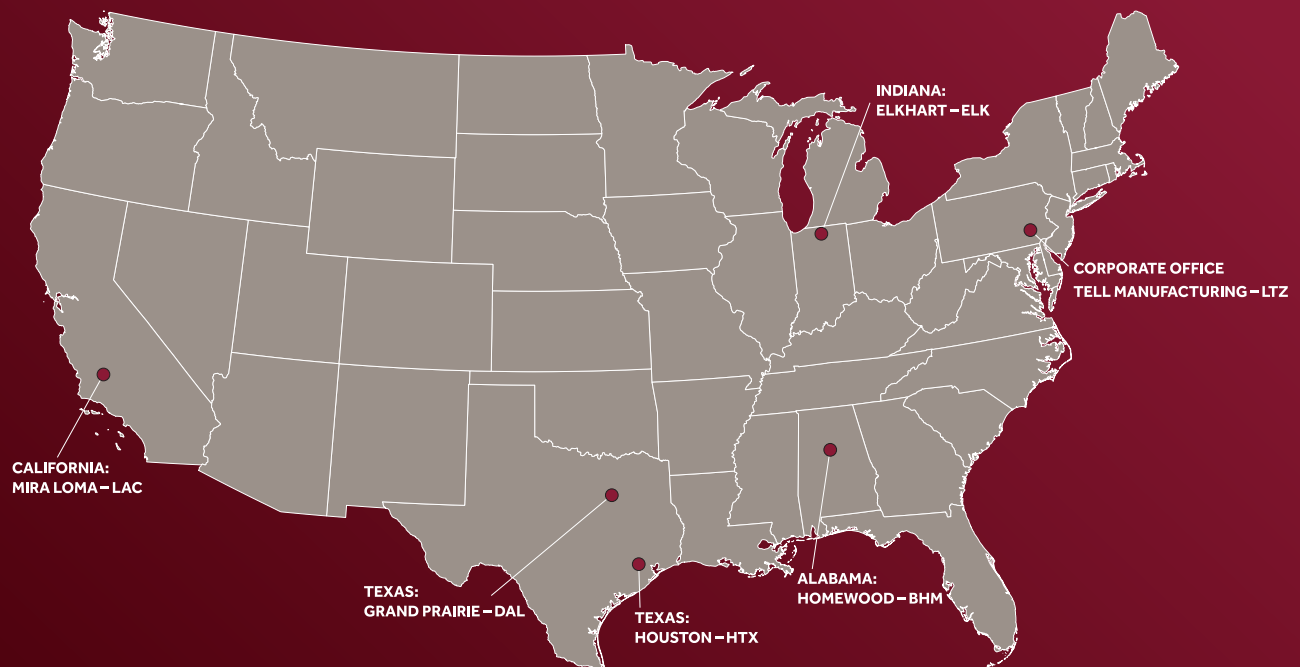 INDIANA:
ELKHART – ELK
CORPORATE OFFICE
TELL MANUFACTURING – LTZ
CALIFORNIA:
MIRA LOMA – LAC
TEXAS:
GRAND PRAIRIE – DAL
ALABAMA:
HOMEWOOD – BHM
TEXAS:
HOUSTON – HTX